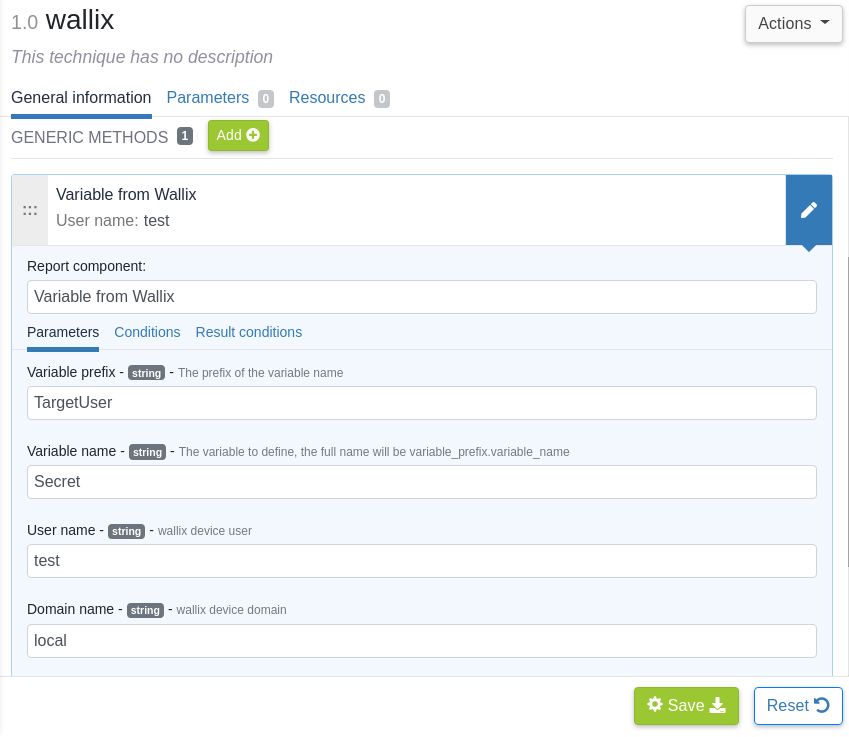 1.0 wallix
Actions
This technique has no description
General information Parameters 0 Resources 0
GENERIC METHODS 1 Add
Variable from Wallix
User name: test
Report component:
Variable from Wallix
Parameters Conditions Result conditions
Variable prefix - string - The prefix of the variable name
TargetUser
Variable name - string - The variable to define, the full name will be variable_prefix.variable_name
Secret
User name - string - wallix device user
test
Domain name - string - wallix device domain
local
Save Reset